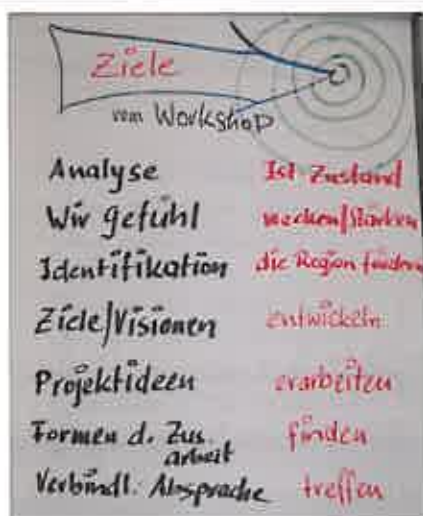 Ziele
vom Workshop
Analyse Ist Zustand
Wir gefühl wecken/stärken
Identifikation die Region fördern
Ziele/Visionen entwickeln
Projektideen erarbeiten
Formen d. Zus. finden
arbeit
Verbindl. Absprache treffen